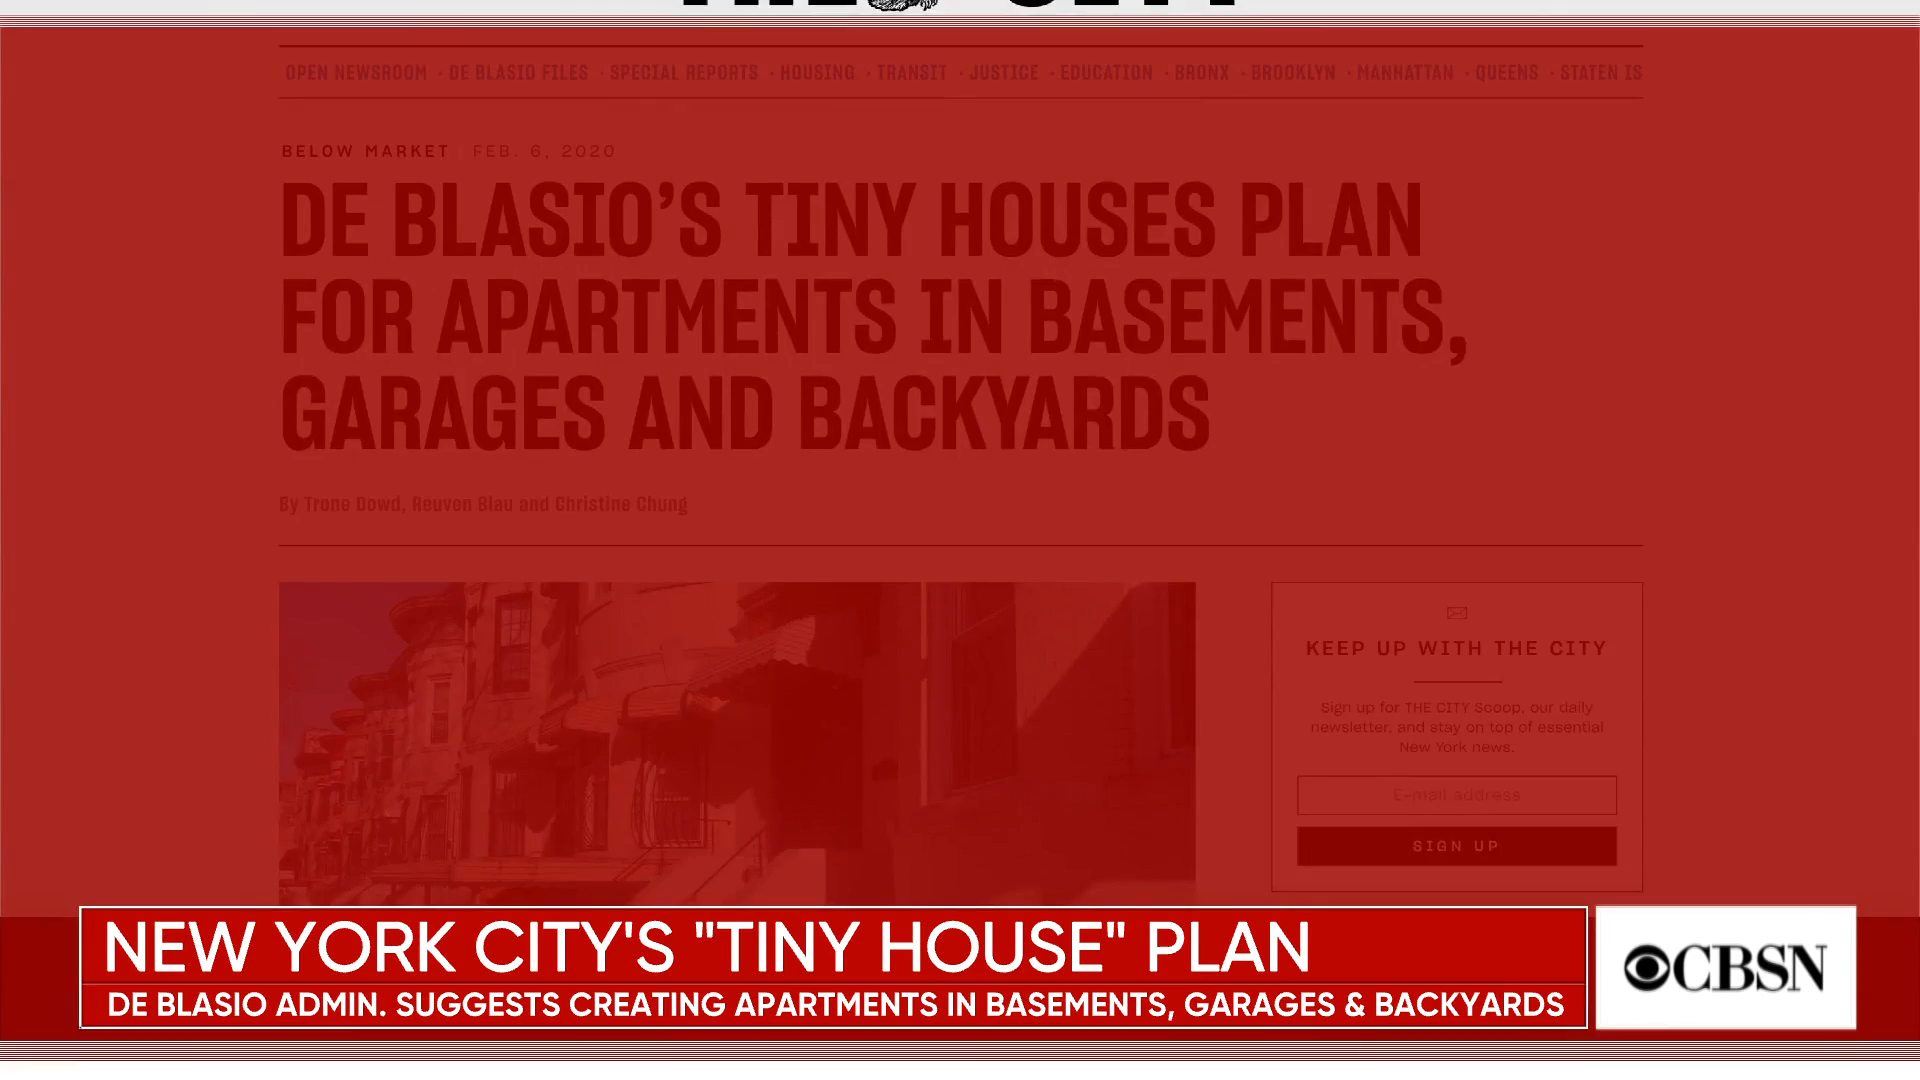 THE CITY
OPEN NEWSROOM · DE BLASIO FILES · SPECIAL REPORTS · HOUSING · TRANSIT · JUSTICE · EDUCATION · BRONX · BROOKLYN · MANHATTAN · QUEENS · STATEN IS
BELOW MARKET FEB. 6, 2020
DE BLASIO’S TINY HOUSES PLAN
FOR APARTMENTS IN BASEMENTS,
GARAGES AND BACKYARDS
By Trone Dowd, Reuven Blau and Christine Chung
KEEP UP WITH THE CITY
Sign up for THE CITY Scoop, our daily
newsletter, and stay on top of essential
New York news.
E-mail address
SIGN UP
NEW YORK CITY'S "TINY HOUSE" PLAN
DE BLASIO ADMIN. SUGGESTS CREATING APARTMENTS IN BASEMENTS, GARAGES & BACKYARDS
CBSN